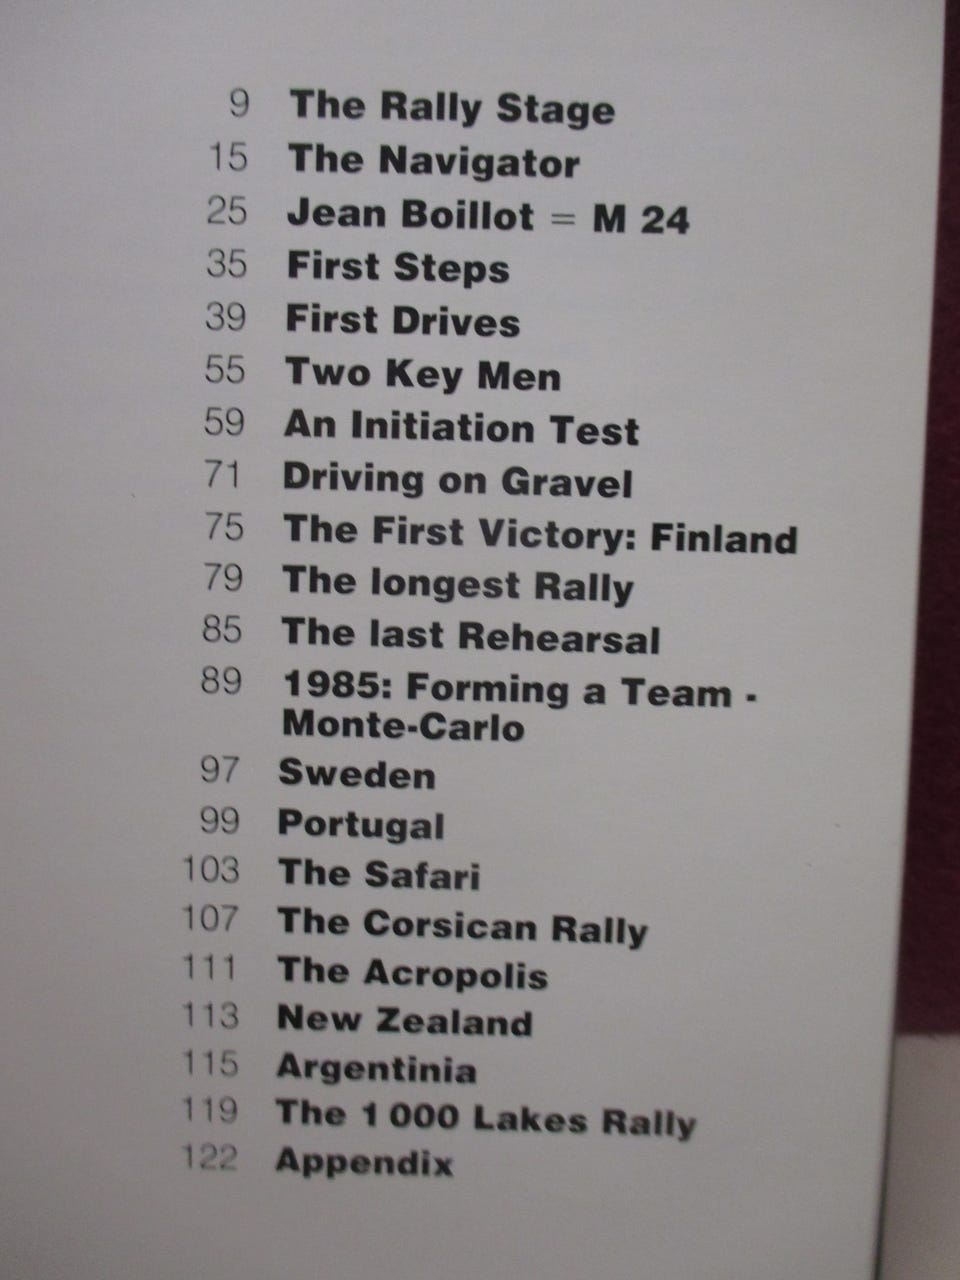 9 The Rally Stage
15 The Navigator
25 Jean Boillot = M 24
35 First Steps
39 First Drives
55 Two Key Men
59 An Initiation Test
71 Driving on Gravel
75 The First Victory: Finland
79 The longest Rally
85 The last Rehearsal
89 1985: Forming a Team -
Monte-Carlo
97 Sweden
99 Portugal
103 The Safari
107 The Corsican Rally
111 The Acropolis
113 New Zealand
115 Argentinia
119 The 1 000 Lakes Rally
122 Appendix